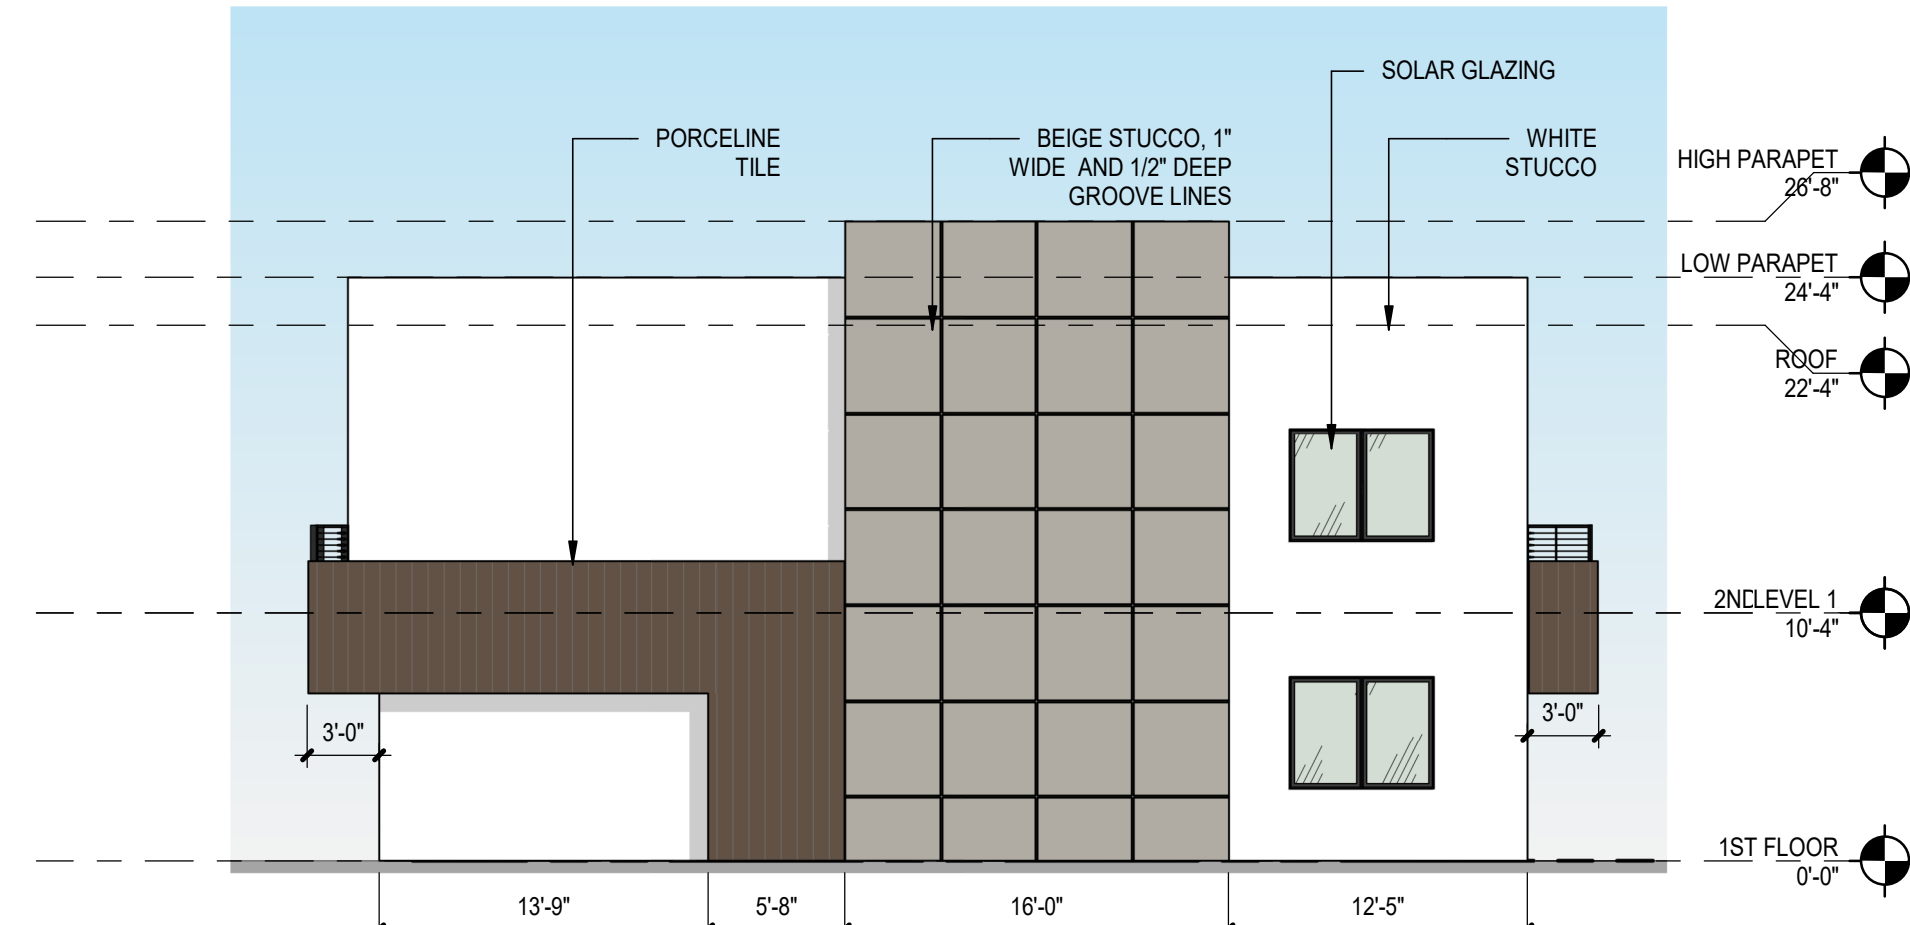 SOLAR GLAZING
PORCELINE
TILE
BEIGE STUCCO, 1"
WIDE AND 1/2" DEEP
GROOVE LINES
WHITE
STUCCO
HIGH PARAPET
26'-8"
LOW PARAPET
24'-4"
ROOF
22'-4"
2NDLEVEL 1
10'-4"
3'-0"
3'-0"
1ST FLOOR
0'-0"
13'-9"
5'-8"
16'-0"
12'-5"